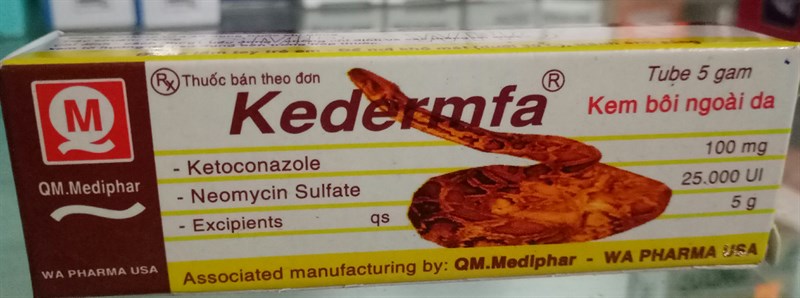 Rx Thuốc bán theo đơn
Kedermfa®
Tube 5 gam
Kem bôi ngoài da
QM
QM.Mediphar
WA PHARMA USA
- Ketoconazole 100 mg
- Neomycin Sulfate 25.000 UI
- Excipients qs 5 g
Associated manufacturing by: QM.Mediphar - WA PHARMA USA